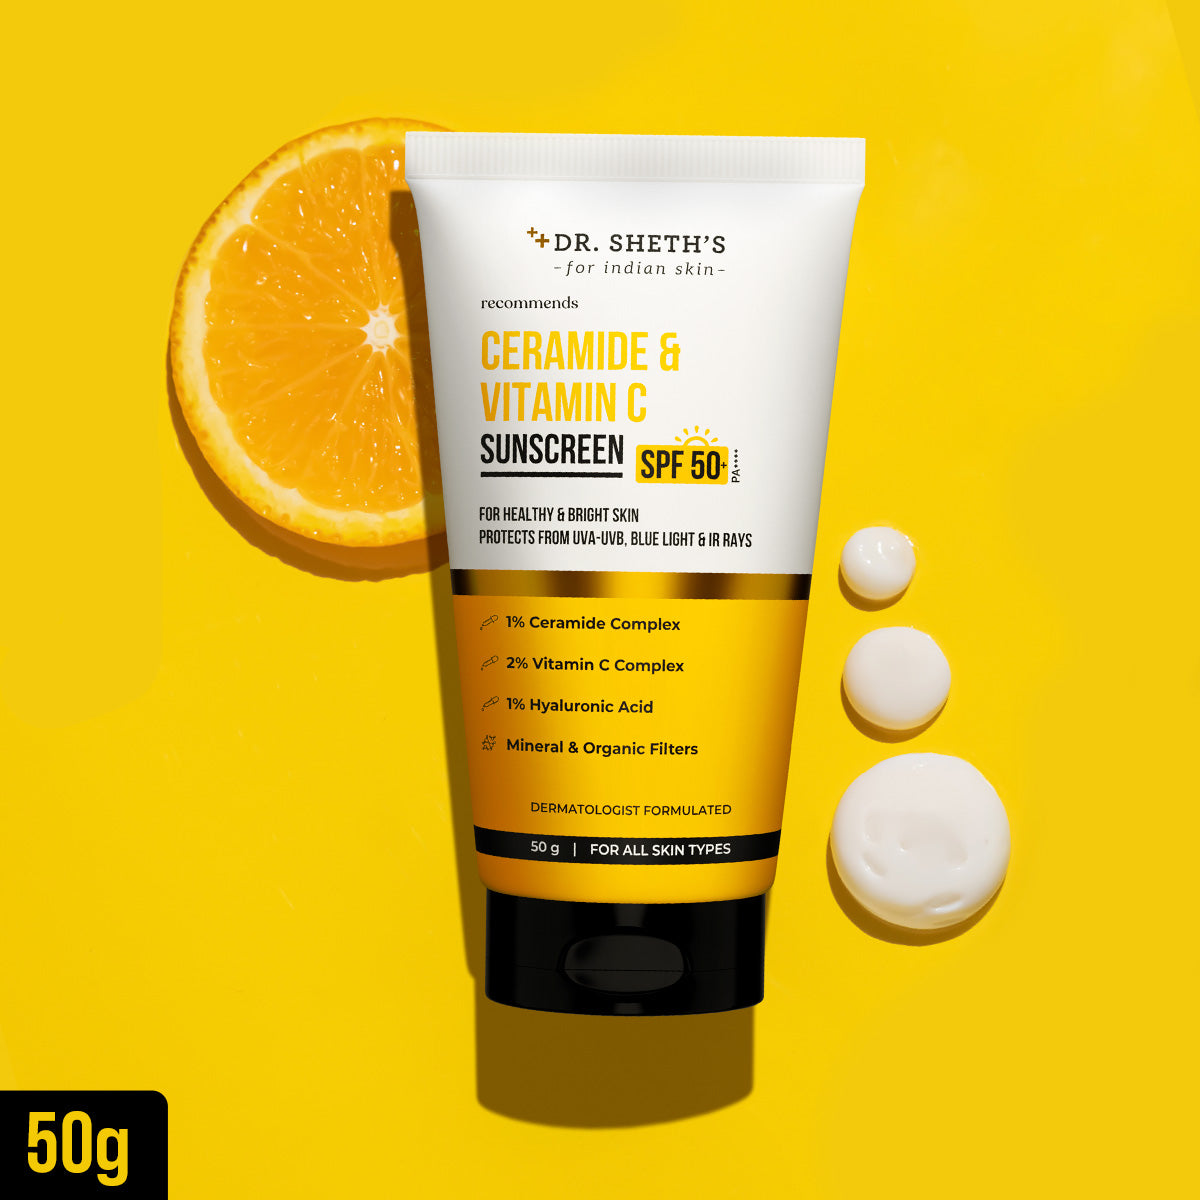 DR. SHETH'S
-for indian skin-
recommends
CERAMIDE &
VITAMIN C
SUNSCREEN
SPF 50+
PA++++
FOR HEALTHY & BRIGHT SKIN
PROTECTS FROM UVA-UVB, BLUE LIGHT & IR RAYS
1% Ceramide Complex
2% Vitamin C Complex
1% Hyaluronic Acid
Mineral & Organic Filters
DERMATOLOGIST FORMULATED
50 g | FOR ALL SKIN TYPES
50g